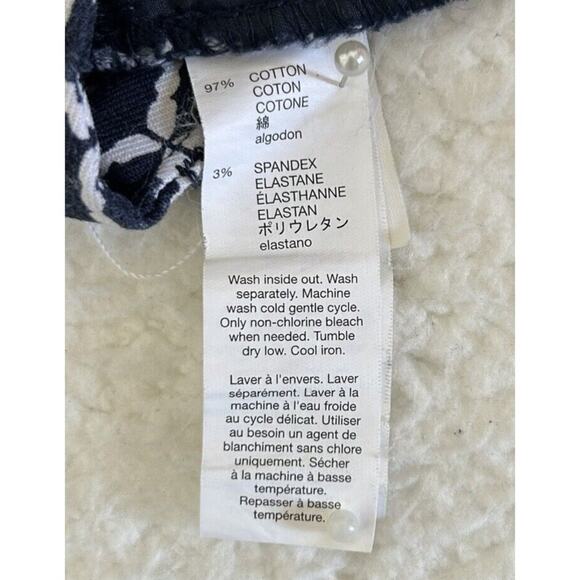 97% COTTON
COTON
COTONE
綿
algodon
3% SPANDEX
ELASTANE
ÉLASTHANNE
ELASTAN
ポリウレタン
elastano
Wash inside out. Wash
separately. Machine
wash cold gentle cycle.
Only non-chlorine bleach
when needed. Tumble
dry low. Cool iron.
Laver à l'envers. Laver
séparément. Laver à la
machine à l'eau froide
au cycle délicat. Utiliser
au besoin un agent de
blanchiment sans chlore
uniquement. Sécher
à la machine à basse
température.
Repasser à basse
température.